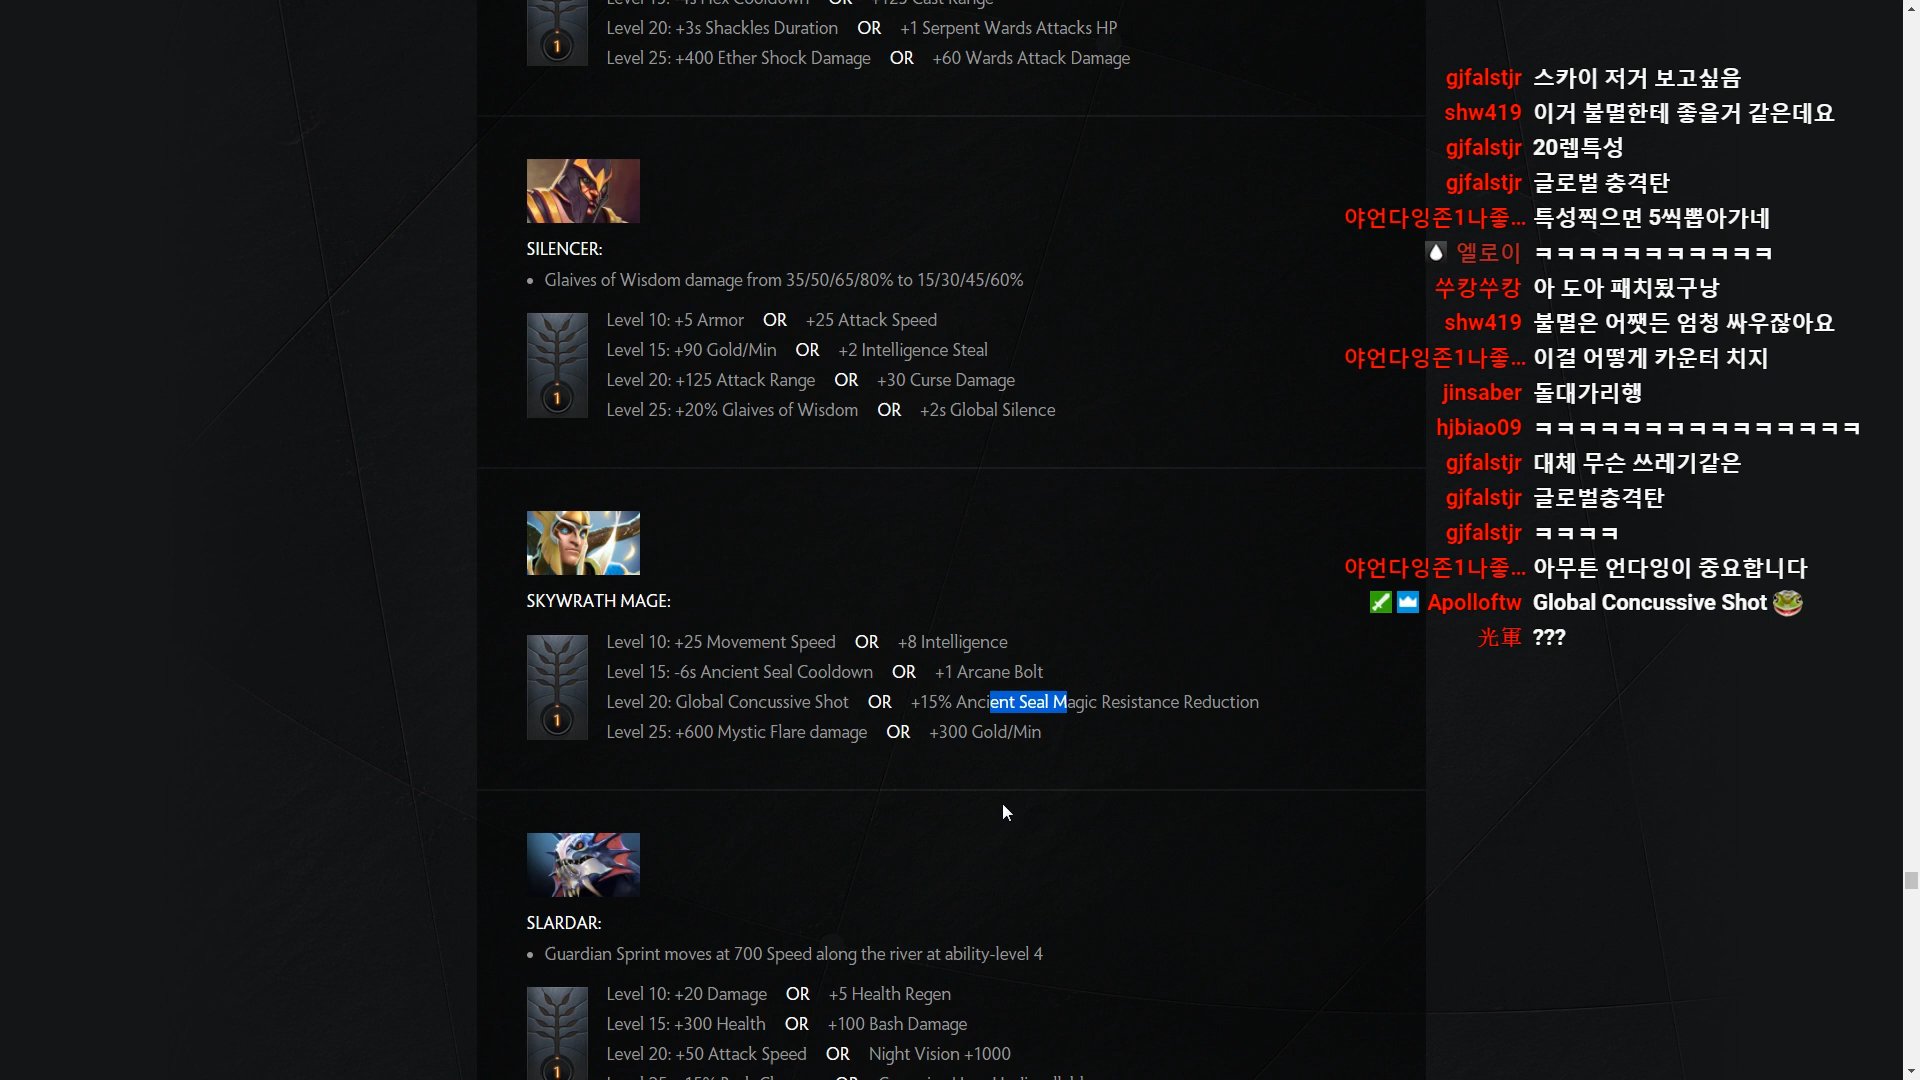 Level 20: +3s Shackles Duration OR +1 Serpent Wards Attacks HP
Level 25: +400 Ether Shock Damage OR +60 Wards Attack Damage
1
SILENCER:
• Glaives of Wisdom damage from 35/50/65/80% to 15/30/45/60%
Level 10: +5 Armor OR +25 Attack Speed
Level 15: +90 Gold/Min OR +2 Intelligence Steal
Level 20: +125 Attack Range OR +30 Curse Damage
Level 25: +20% Glaives of Wisdom OR +2s Global Silence
1
SKYWRATH MAGE:
Level 10: +25 Movement Speed OR +8 Intelligence
Level 15: -6s Ancient Seal Cooldown OR +1 Arcane Bolt
Level 20: Global Concussive Shot OR +15% Ancient Seal Magic Resistance Reduction
Level 25: +600 Mystic Flare damage OR +300 Gold/Min
1
SLARDAR:
• Guardian Sprint moves at 700 Speed along the river at ability-level 4
Level 10: +20 Damage OR +5 Health Regen
Level 15: +300 Health OR +100 Bash Damage
Level 20: +50 Attack Speed OR Night Vision +1000
1
gjfalstjr 스카이 저거 보고싶음
shw419 이거 불멸한테 좋을거 같은데요
gjfalstjr 20렙특성
gjfalstjr 글로벌 충격탄
야언다잉존1나좋... 특성찍으면 5씩뽑아가네
엘로이 ㅋㅋㅋㅋㅋㅋㅋㅋㅋㅋㅋ
쑤캉쑤캉 아 도아 패치됬구낭
shw419 불멸은 어쨋든 엄청 싸우잖아요
야언다잉존1나좋... 이걸 어떻게 카운터 치지
jinsaber 돌대가리행
hjbiao09 ㅋㅋㅋㅋㅋㅋㅋㅋㅋㅋㅋㅋㅋㅋㅋ
gjfalstjr 대체 무슨 쓰레기같은
gjfalstjr 글로벌충격탄
gjfalstjr ㅋㅋㅋㅋ
야언다잉존1나좋... 아무튼 언다잉이 중요합니다
Apolloftw Global Concussive Shot
光軍 ???